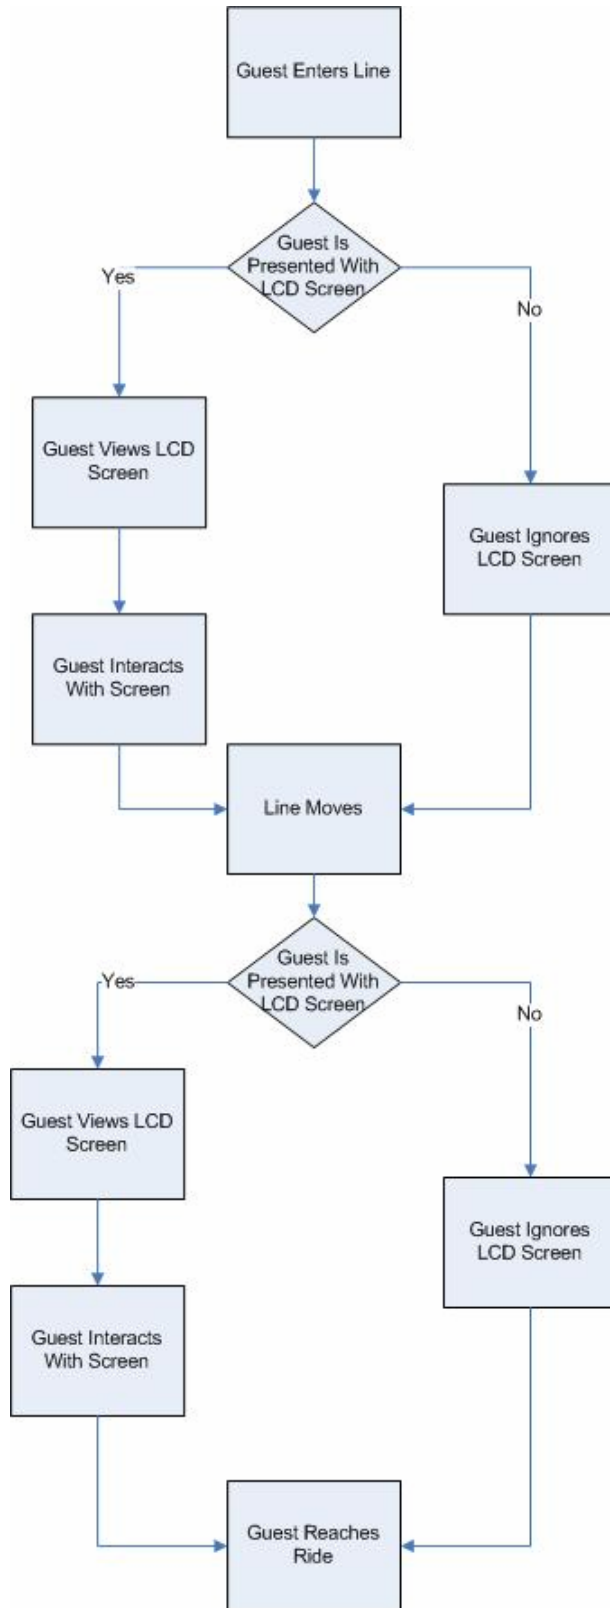 Guest Enters Line
Guest Is
Presented With
LCD Screen
Yes
No
Guest Views LCD
Screen
Guest Ignores
LCD Screen
Guest Interacts
With Screen
Line Moves
Guest Is
Presented With
LCD Screen
Yes
No
Guest Views LCD
Screen
Guest Ignores
LCD Screen
Guest Interacts
With Screen
Guest Reaches
Ride